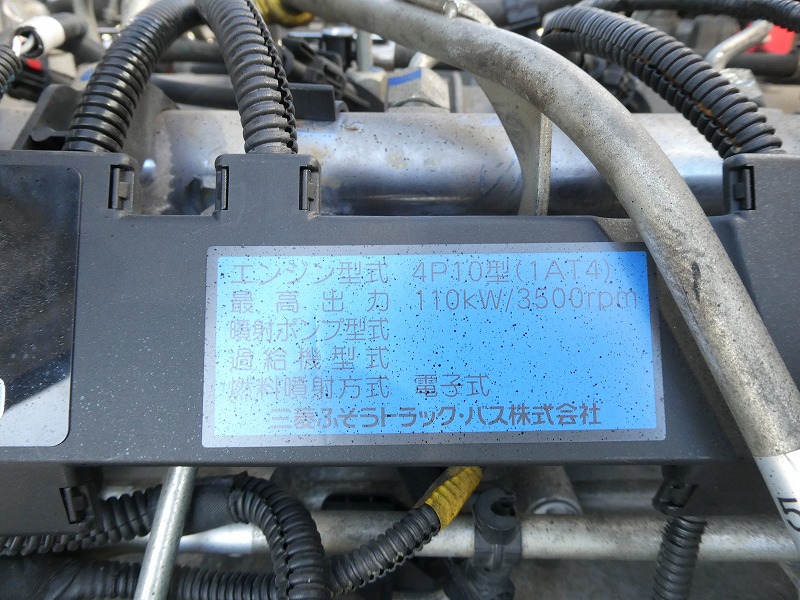 エンジン型式 4P10型(1AT4)
最高出力 110kW/3500rpm
噴射ポンプ型式
過給機型式
燃料噴射方式 電子式
三菱ふそうトラック・バス株式会社
5